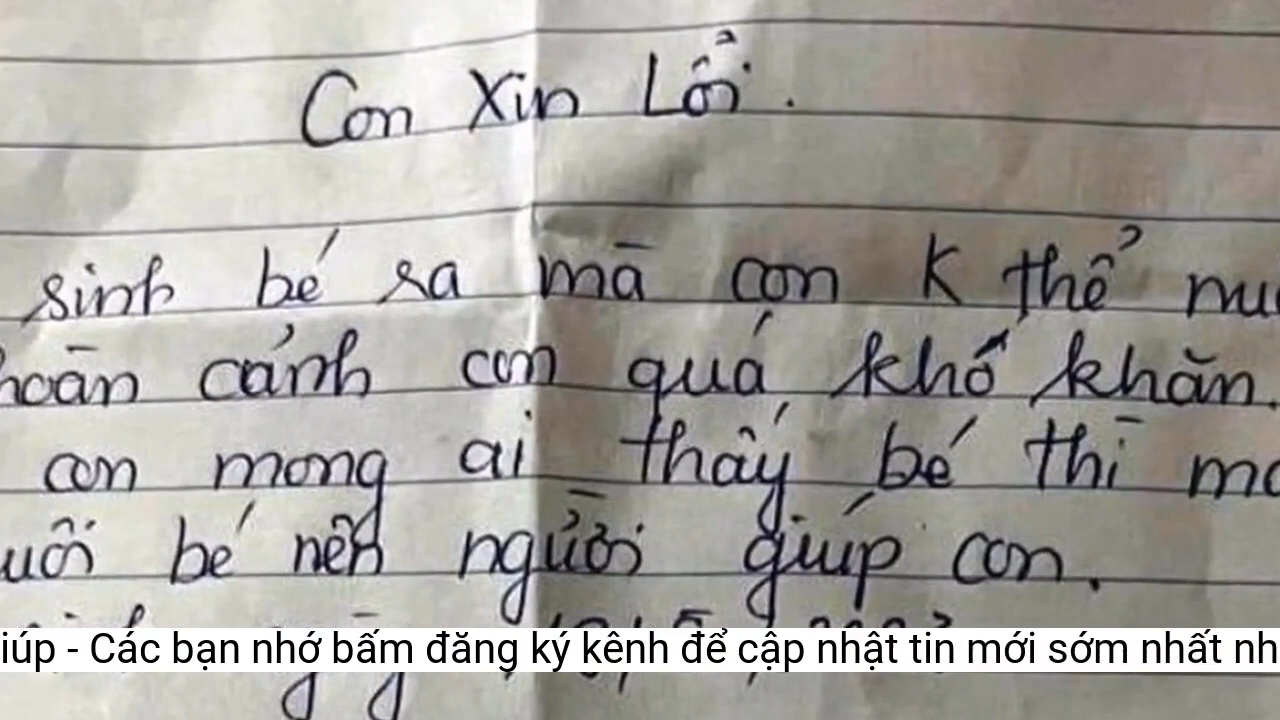 Con Xin Lỗi.
sinh bé ra mà con K thể
hoàn cảnh con quá khó khăn.
con mong ai thấy bé thì
bé nên người giúp con.
iúp - Các bạn nhớ bấm đăng ký kênh để cập nhật tin mới sớm nhất nh